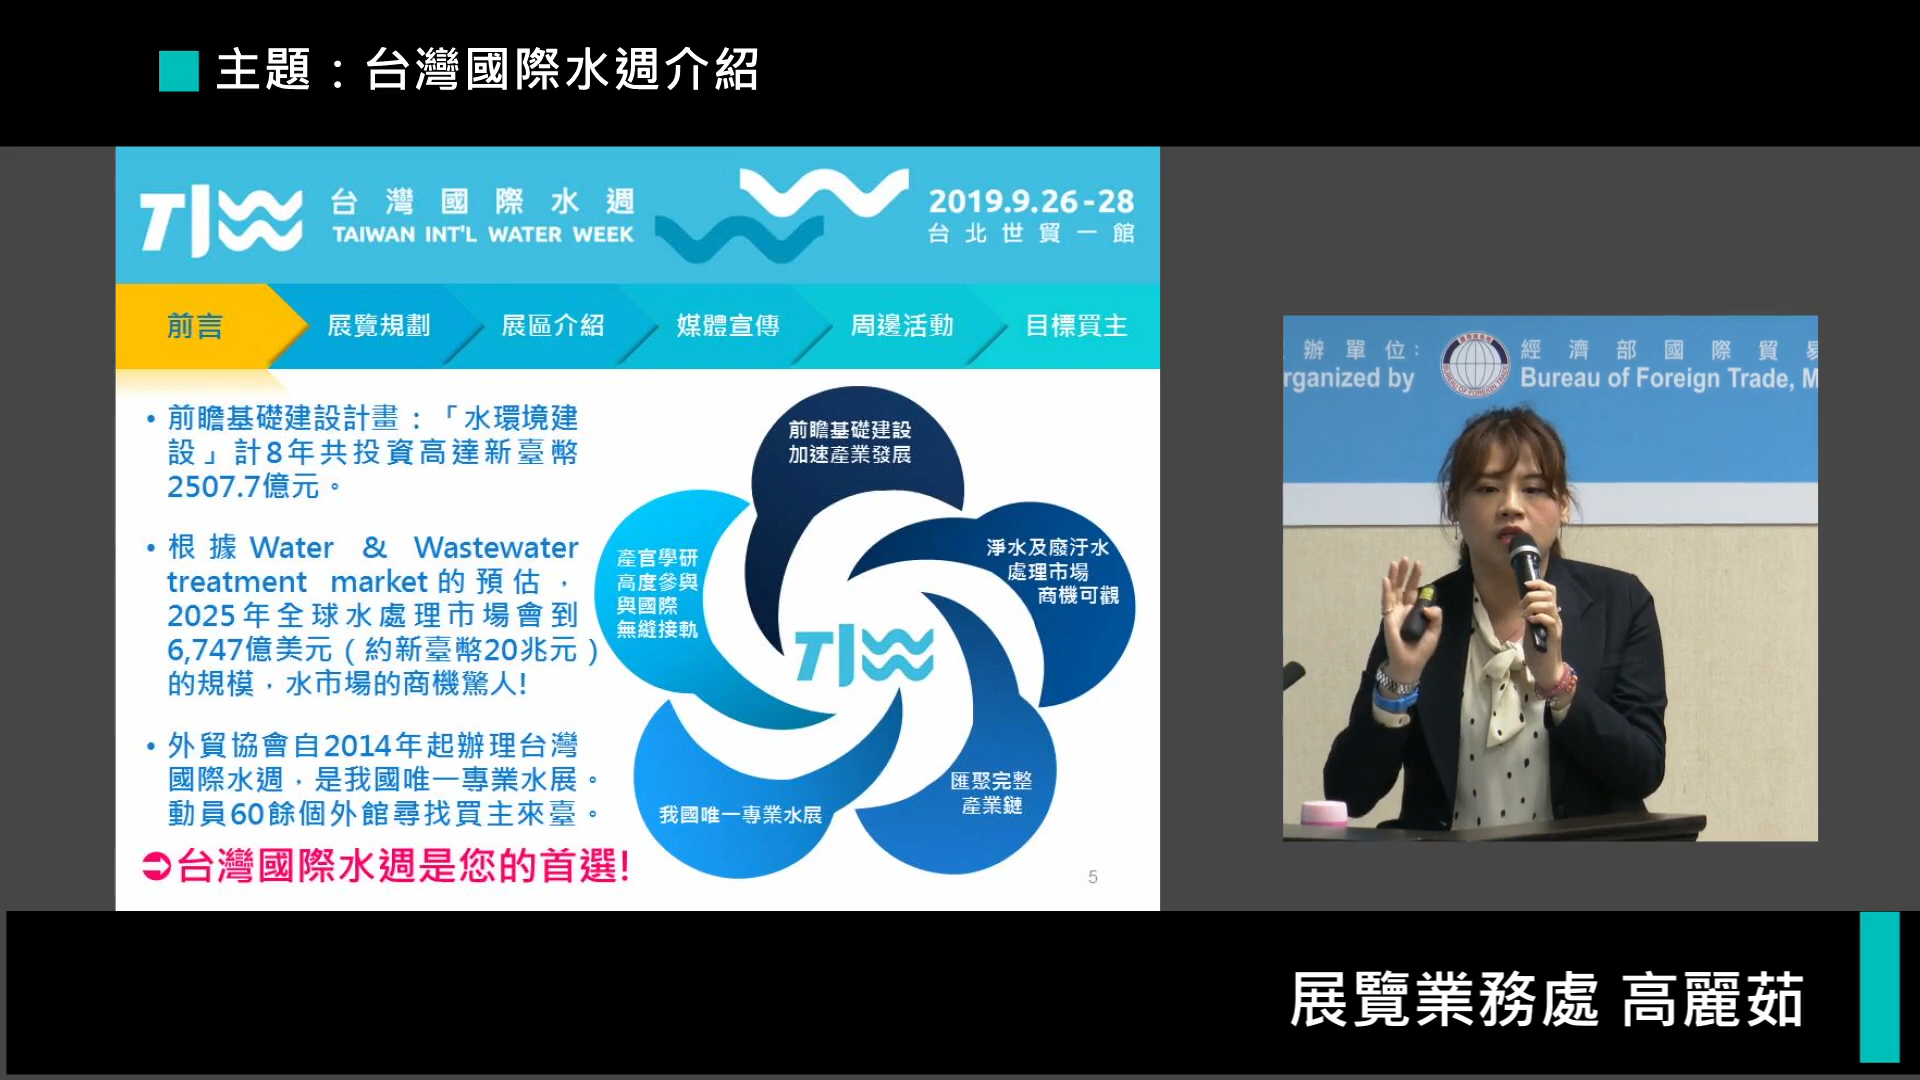 主題：台灣國際水週介紹
TIWW
台灣國際水週
TAIWAN INT'L WATER WEEK
2019.9.26-28
台北世貿一館
前言
展覽規劃
展區介紹
媒體宣傳
周邊活動
目標買主
• 前瞻基礎建設計畫：「水環境建
設」計8年共投資高達新臺幣
2507.7億元。
• 根據 Water & Wastewater
treatment market的預估，
2025年全球水處理市場會到
6,747億美元（約新臺幣20兆元）
的規模，水市場的商機驚人!
• 外貿協會自2014年起辦理台灣
國際水週，是我國唯一專業水展。
動員60餘個外館尋找買主來臺。
➲台灣國際水週是您的首選!
前瞻基礎建設
加速產業發展
淨水及廢汙水
處理市場
商機可觀
匯聚完整
產業鏈
我國唯一專業水展
產官學研
高度參與
與國際
無縫接軌
TIWW
5
辦單位：
rganized by
經濟部國際貿易
Bureau of Foreign Trade, M
展覽業務處 高麗茹